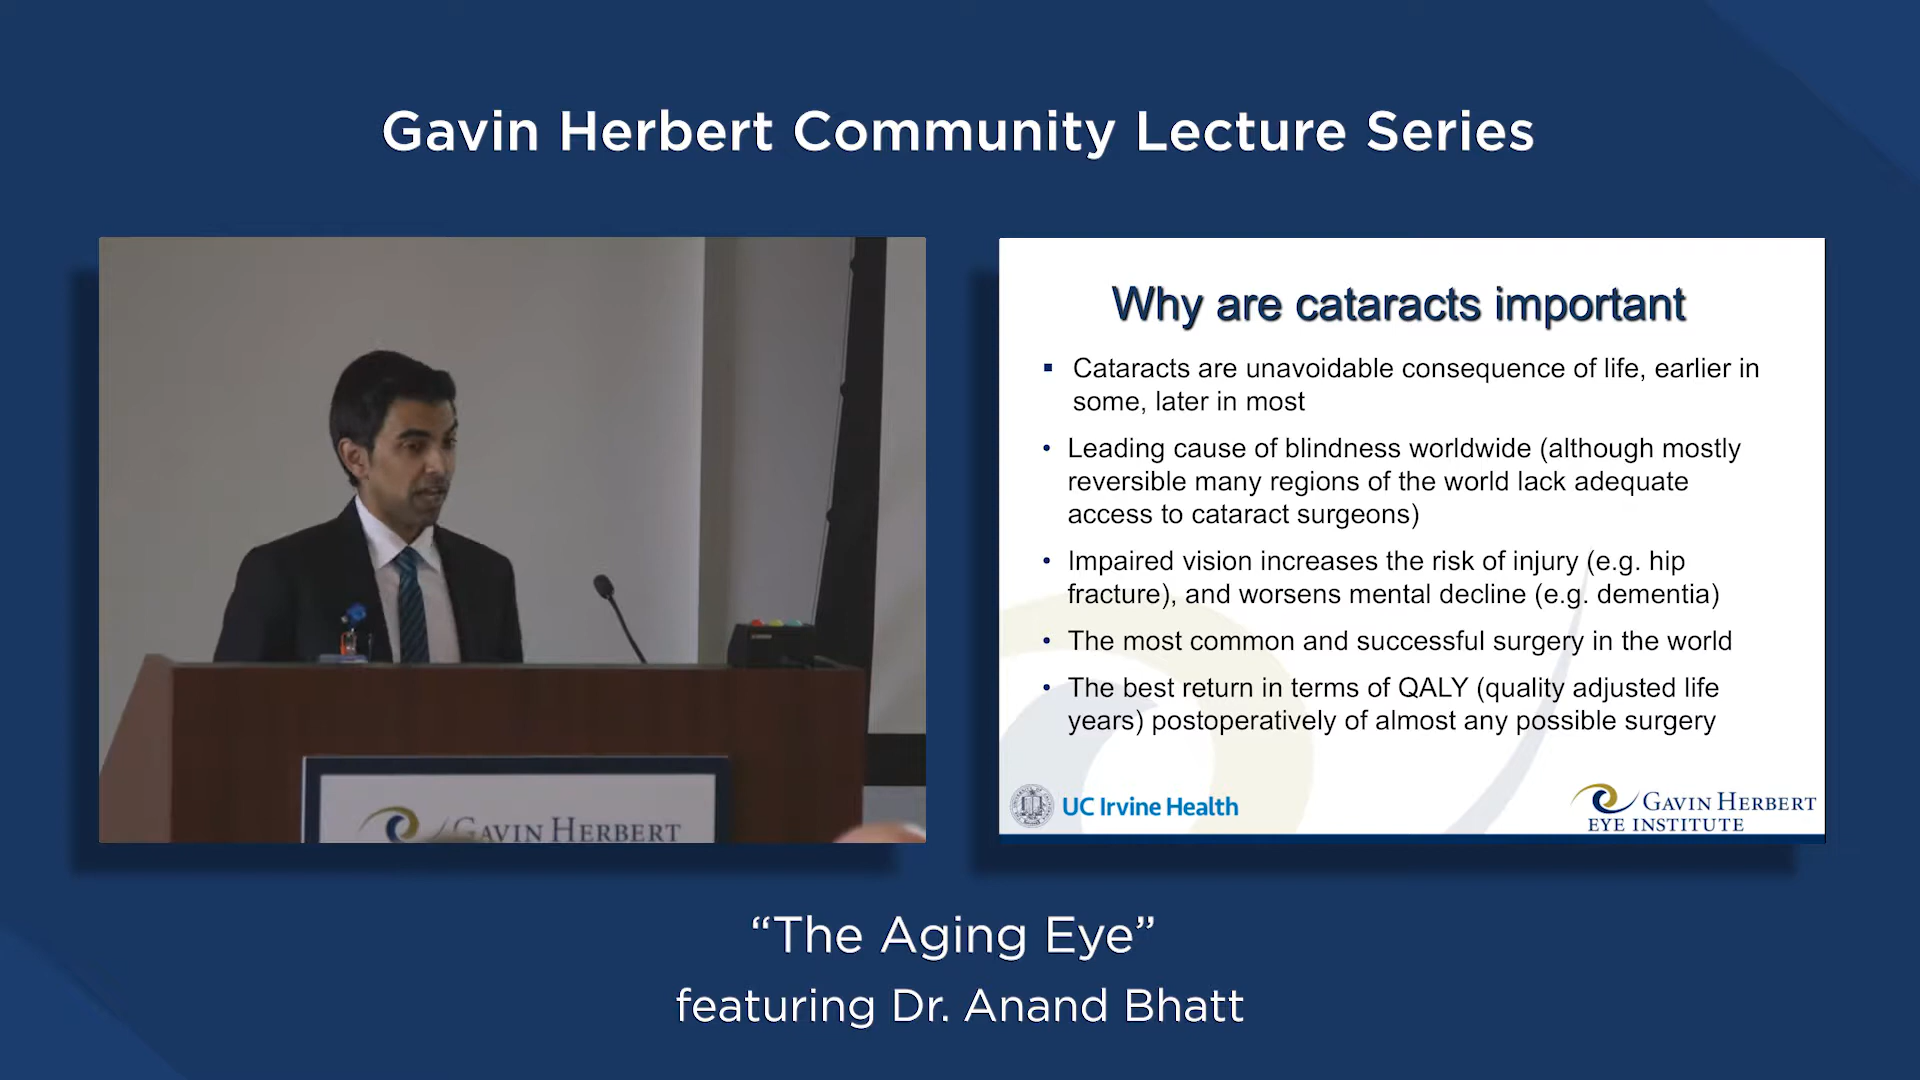 Gavin Herbert Community Lecture Series
GAVIN HERBERT
Why are cataracts important
Cataracts are unavoidable consequence of life, earlier in
some, later in most
Leading cause of blindness worldwide (although mostly
reversible many regions of the world lack adequate
access to cataract surgeons)
Impaired vision increases the risk of injury (e.g. hip
fracture), and worsens mental decline (e.g. dementia)
The most common and successful surgery in the world
The best return in terms of QALY (quality adjusted life
years) postoperatively of almost any possible surgery
UC Irvine Health
GAVIN HERBERT
EYE INSTITUTE
“The Aging Eye”
featuring Dr. Anand Bhatt